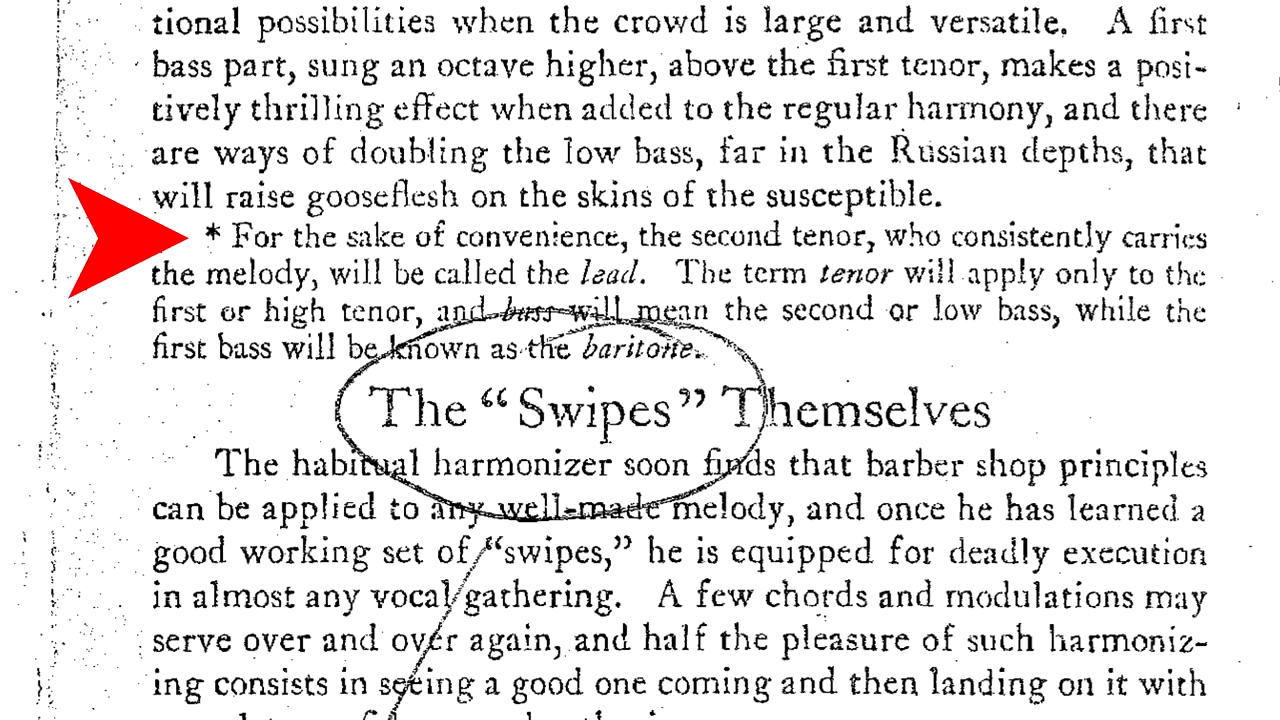 tional possibilities when the crowd is large and versatile. A first
bass part, sung an octave higher, above the first tenor, makes a posi-
tively thrilling effect when added to the regular harmony, and there
are ways of doubling the low bass, far in the Russian depths, that
will raise gooseflesh on the skins of the susceptible.
* For the sake of convenience, the second tenor, who consistently carries
the melody, will be called the lead. The term tenor will apply only to the
first or high tenor, and bass will mean the second or low bass, while the
first bass will be known as the baritone.
The “Swipes” Themselves
The habitual harmonizer soon finds that barber shop principles
can be applied to any well-made melody, and once he has learned a
good working set of “swipes,” he is equipped for deadly execution
in almost any vocal gathering. A few chords and modulations may
serve over and over again, and half the pleasure of such harmoniz-
ing consists in seeing a good one coming and then landing on it with